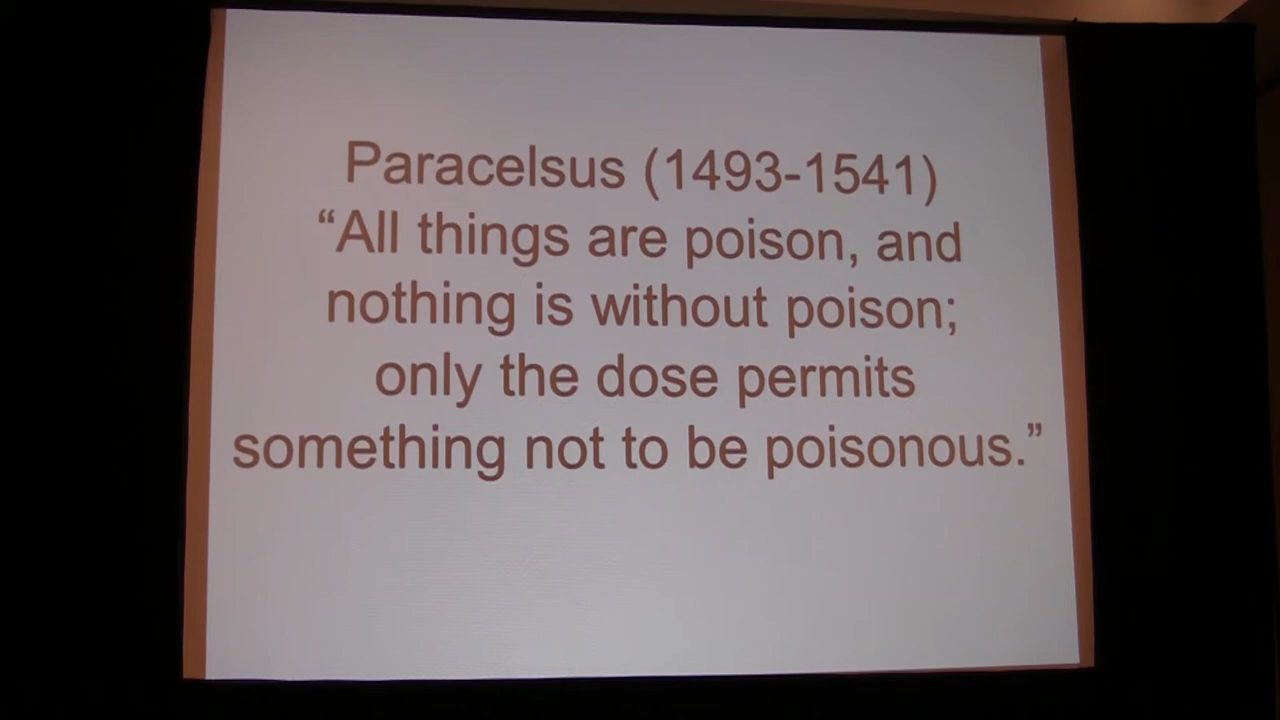 Paracelsus (1493-1541)
“All things are poison, and
nothing is without poison;
only the dose permits
something not to be poisonous.”